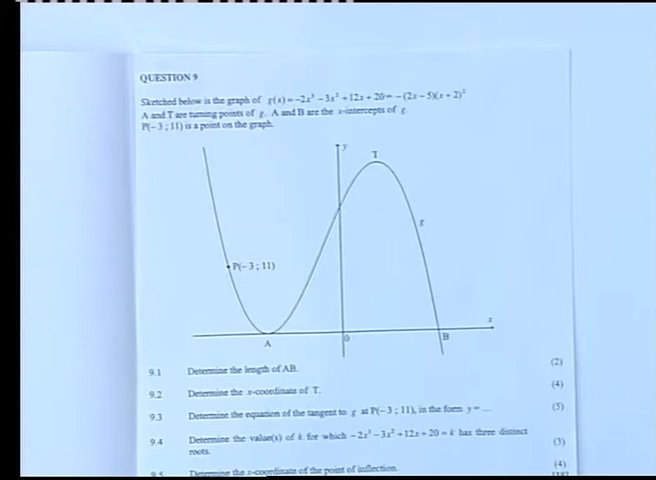 QUESTION 9
Sketched below is the graph of g(x) = −2x³ − 3x² + 12x + 20 = −(2x − 5)(x + 2)²
A and T are turning points of g. A and B are the x-intercepts of g.
P(− 3 ; 11) is a point on the graph.
y
T
g
P(− 3 ; 11)
x
A
0
B
9.1 Determine the length of AB. (2)
9.2 Determine the x-coordinate of T. (4)
9.3 Determine the equation of the tangent to g at P(− 3 ; 11), in the form y = ... (5)
9.4 Determine the value(s) of k for which − 2x³ − 3x² + 12x + 20 = k has three distinct
roots. (3)
9.5 Determine the x-coordinate of the point of inflection. (4)